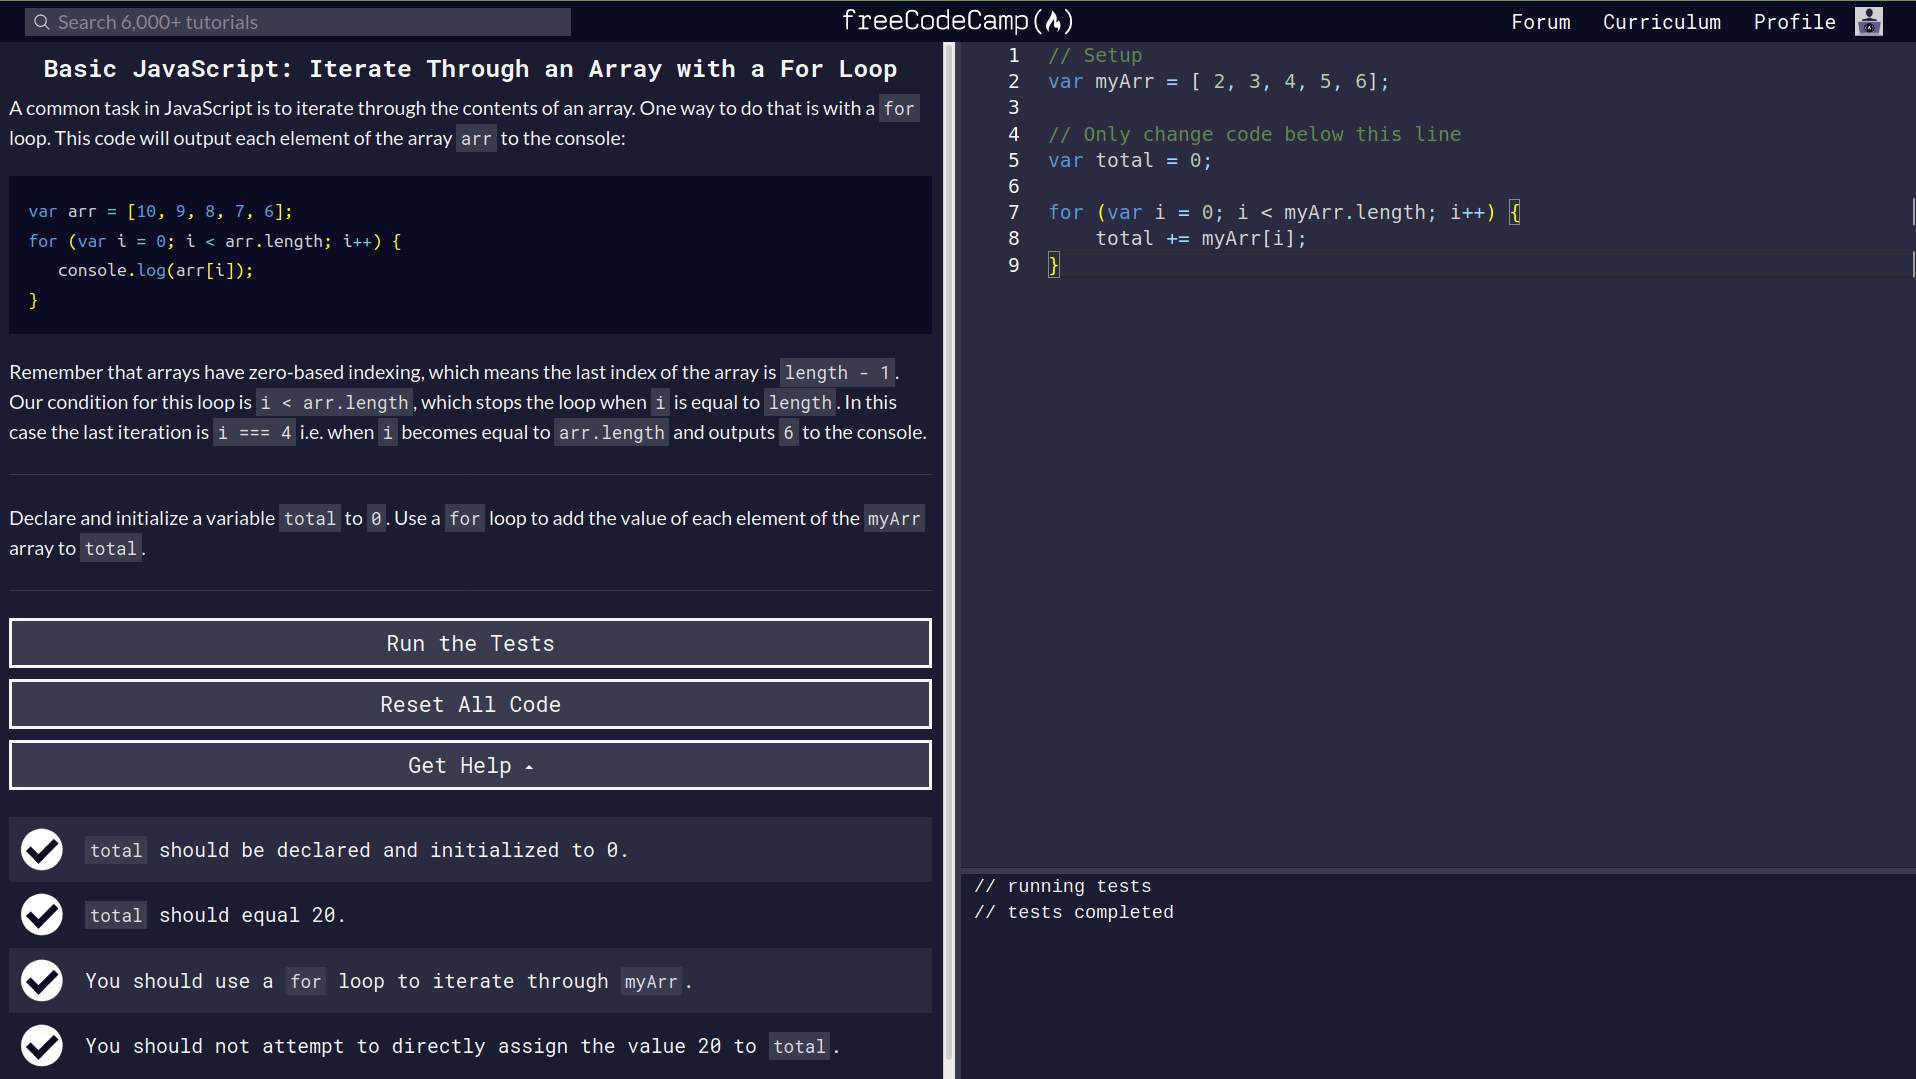 Search 6,000+ tutorials
freeCodeCamp
Forum
Curriculum
Profile
Basic JavaScript: Iterate Through an Array with a For Loop
A common task in JavaScript is to iterate through the contents of an array. One way to do that is with a for
loop. This code will output each element of the array arr to the console:
var arr = [10, 9, 8, 7, 6];
for (var i = 0; i < arr.length; i++) {
   console.log(arr[i]);
}
Remember that arrays have zero-based indexing, which means the last index of the array is length - 1.
Our condition for this loop is i < arr.length, which stops the loop when i is equal to length. In this
case the last iteration is i === 4 i.e. when i becomes equal to arr.length and outputs 6 to the console.
Declare and initialize a variable total to 0. Use a for loop to add the value of each element of the myArr
array to total.
Run the Tests
Reset All Code
Get Help
total should be declared and initialized to 0.
total should equal 20.
You should use a for loop to iterate through myArr.
You should not attempt to directly assign the value 20 to total.
1 // Setup
2 var myArr = [ 2, 3, 4, 5, 6];
3
4 // Only change code below this line
5 var total = 0;
6
7 for (var i = 0; i < myArr.length; i++) {
8     total += myArr[i];
9 }
// running tests
// tests completed